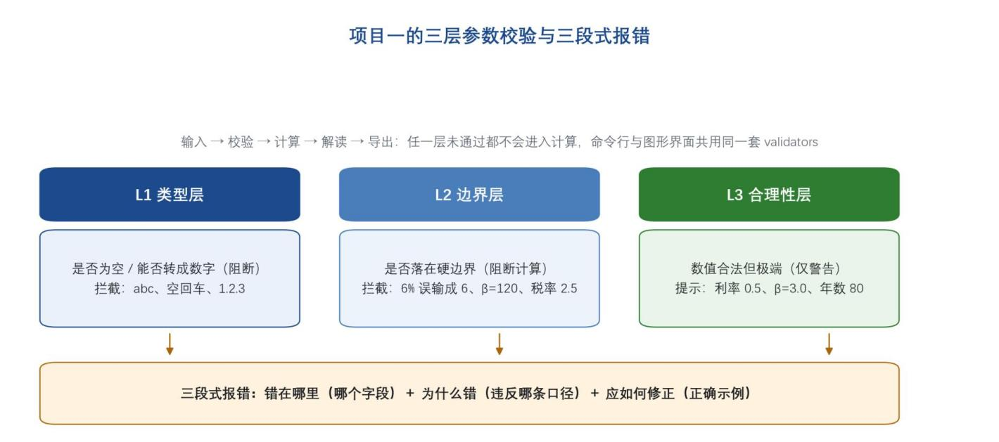 项目一的三层参数校验与三段式报错
输入 → 校验 → 计算 → 解读 → 导出：任一层未通过都不会进入计算，命令行与图形界面共用同一套 validators
L1 类型层
是否为空 / 能否转成数字（阻断）
拦截：abc、空回车、1.2.3
L2 边界层
是否落在硬边界（阻断计算）
拦截：6% 误输成 6、β=120、税率 2.5
L3 合理性层
数值合法但极端（仅警告）
提示：利率 0.5、β=3.0、年数 80
三段式报错：错在哪里（哪个字段）+ 为什么错（违反哪条口径）+ 应如何修正（正确示例）